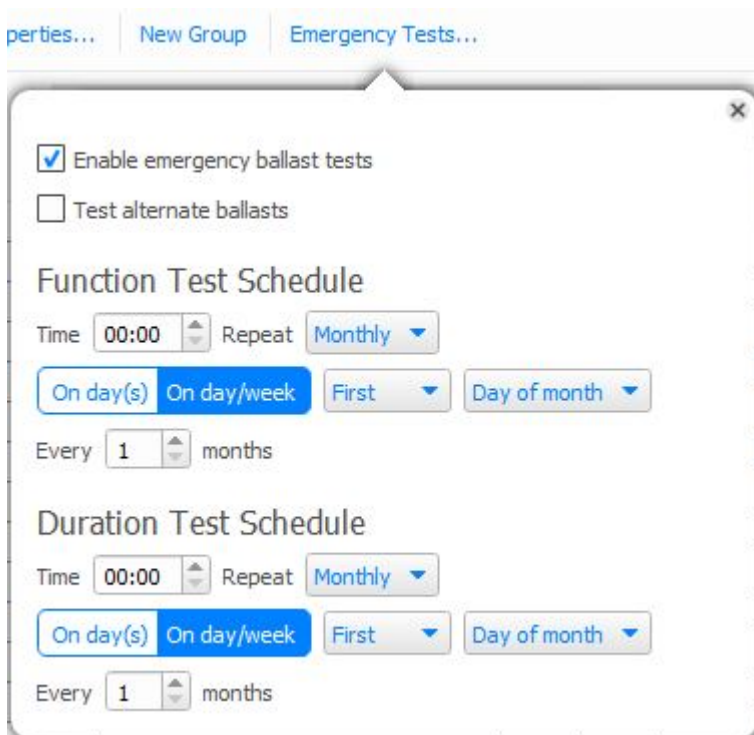 perties... New Group Emergency Tests...
Enable emergency ballast tests
Test alternate ballasts
Function Test Schedule
Time 00:00 Repeat Monthly
On day(s) On day/week First Day of month
Every 1 months
Duration Test Schedule
Time 00:00 Repeat Monthly
On day(s) On day/week First Day of month
Every 1 months